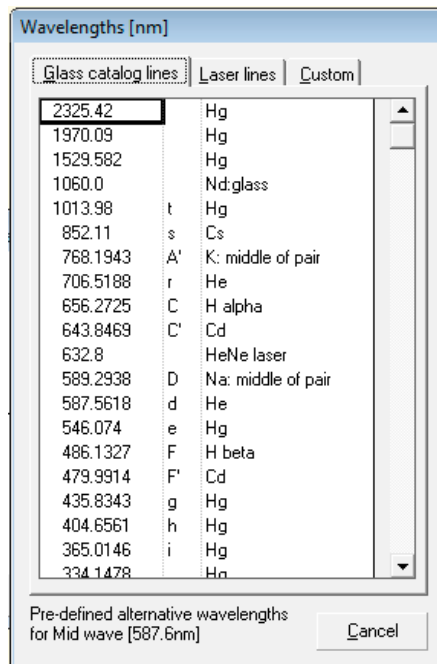 Wavelengths [nm]
Glass catalog lines Laser lines Custom
2325.42 Hg
1970.09 Hg
1529.582 Hg
1060.0 Nd:glass
1013.98 t Hg
852.11 s Cs
768.1943 A' K: middle of pair
706.5188 r He
656.2725 C H alpha
643.8469 C' Cd
632.8 HeNe laser
589.2938 D Na: middle of pair
587.5618 d He
546.074 e Hg
486.1327 F H beta
479.9914 F' Cd
435.8343 g Hg
404.6561 h Hg
365.0146 i Hg
334.1478 Hg
Pre-defined alternative wavelengths
for Mid wave [587.6nm]
Cancel